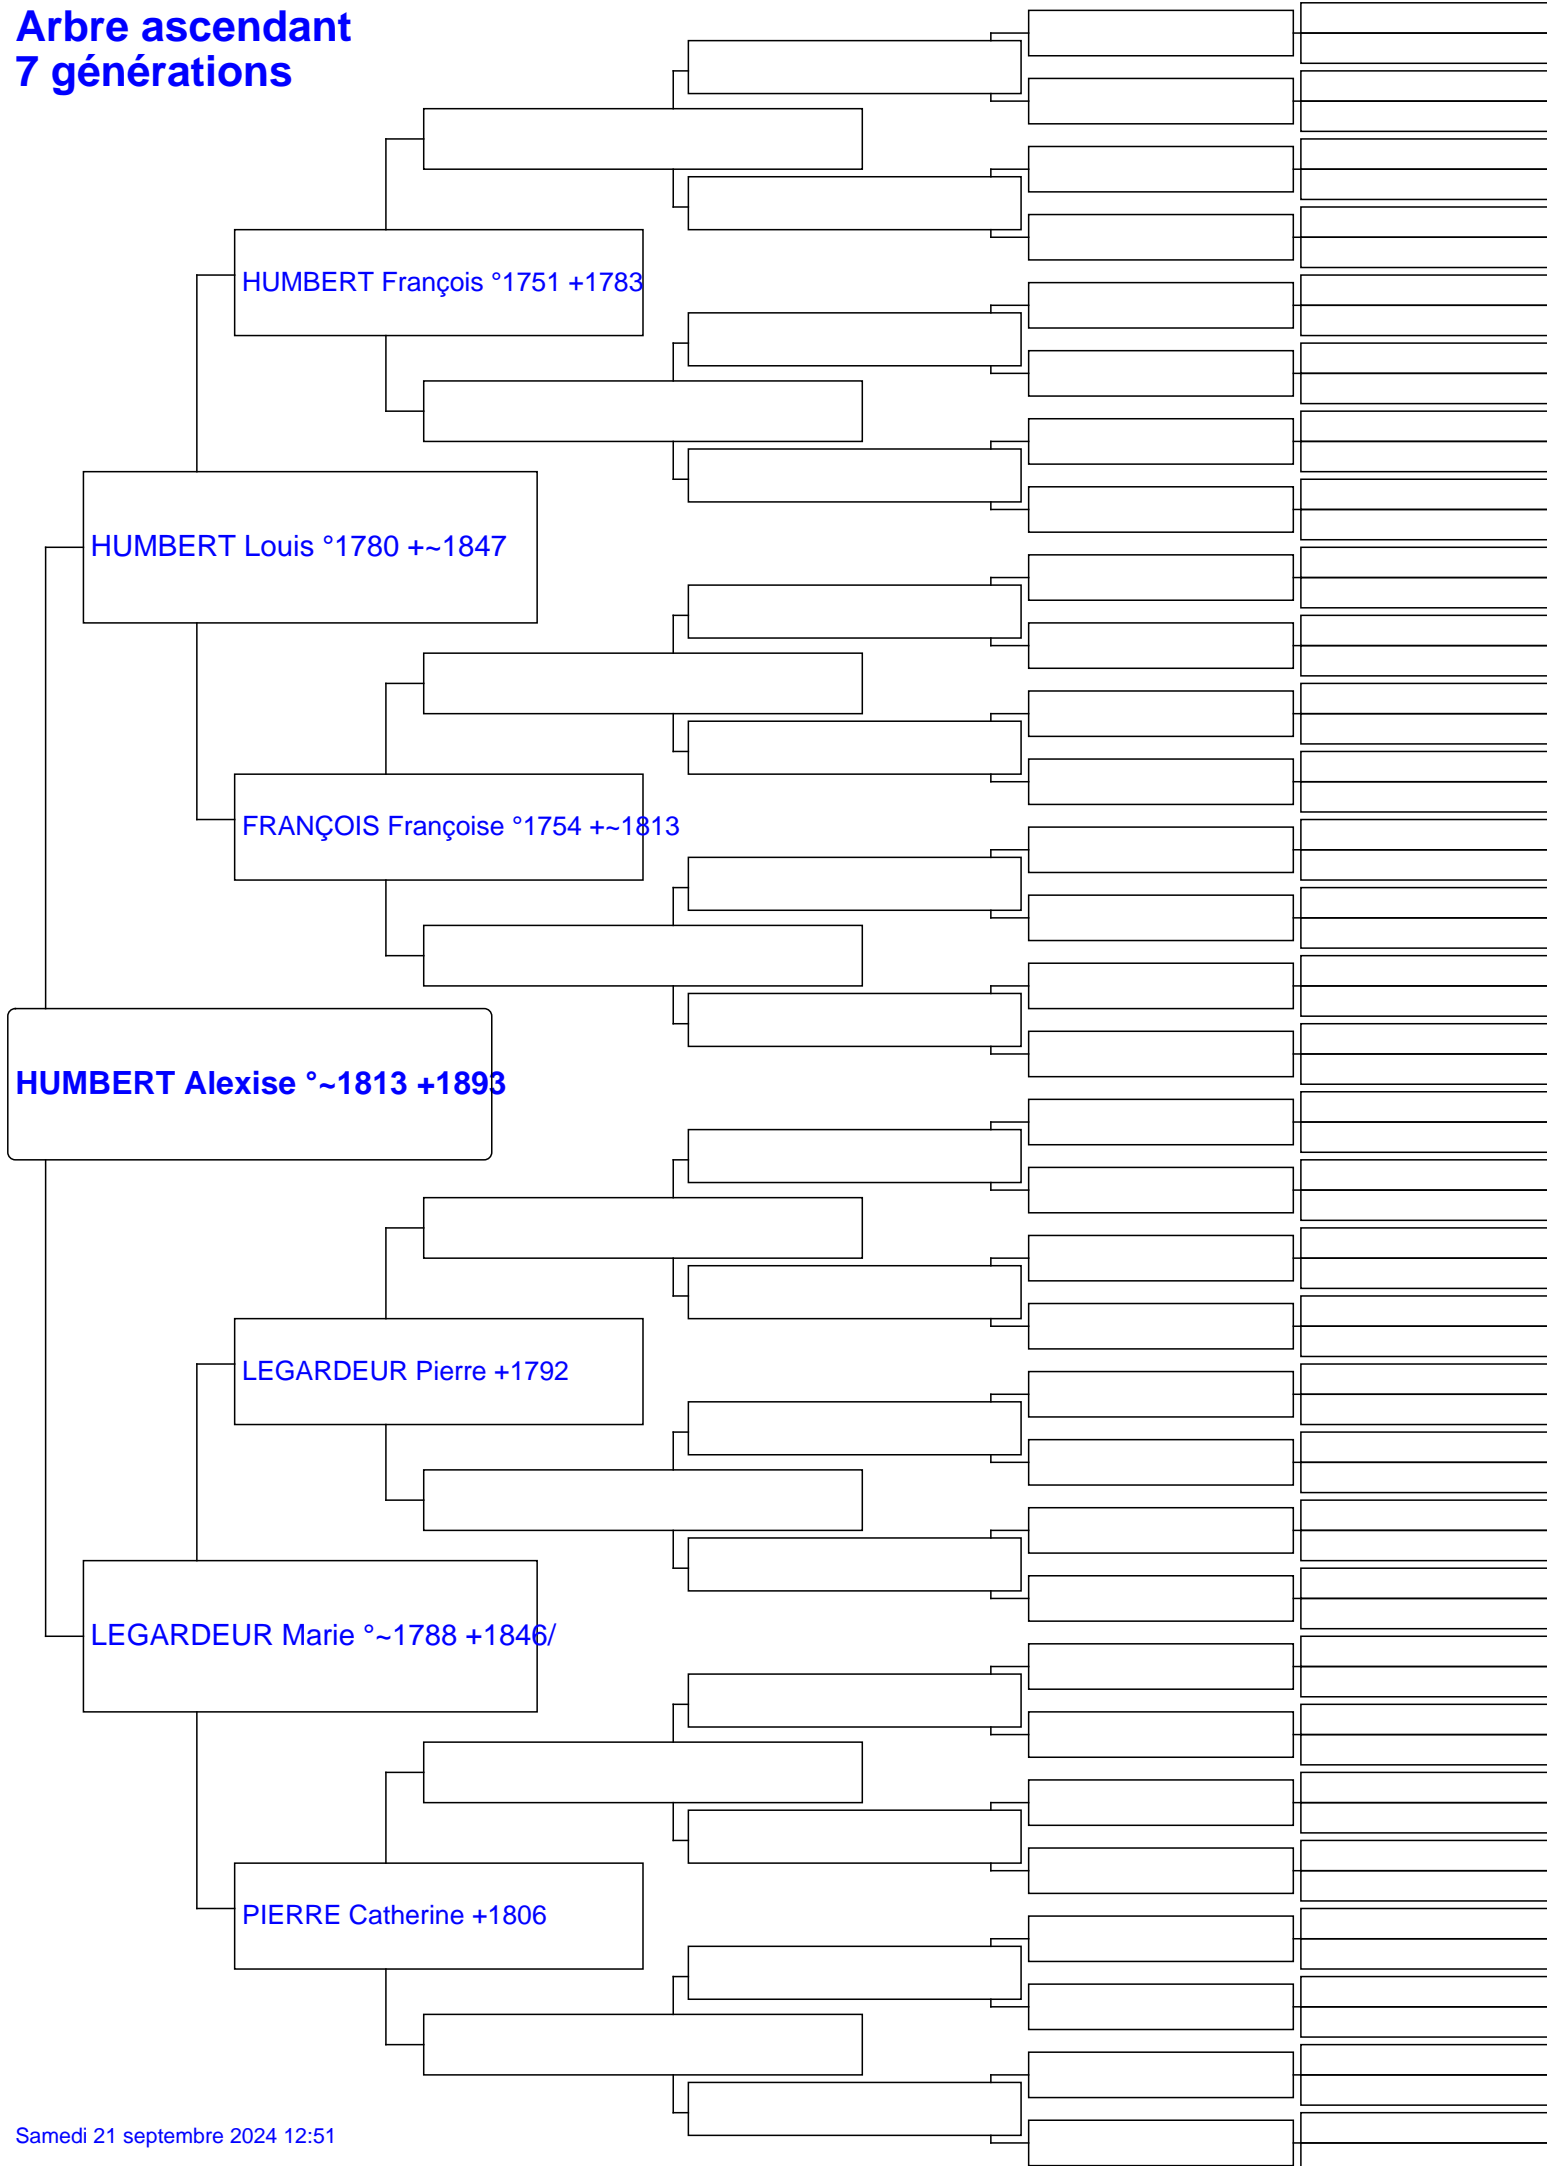 Arbre ascendant
7 générations
HUMBERT François °1751 +1783
HUMBERT Louis °1780 +~1847
FRANÇOIS Françoise °1754 +~1813
HUMBERT Alexise °~1813 +1893
LEGARDEUR Pierre +1792
LEGARDEUR Marie °~1788 +1846/
PIERRE Catherine +1806
Samedi 21 septembre 2024 12:51